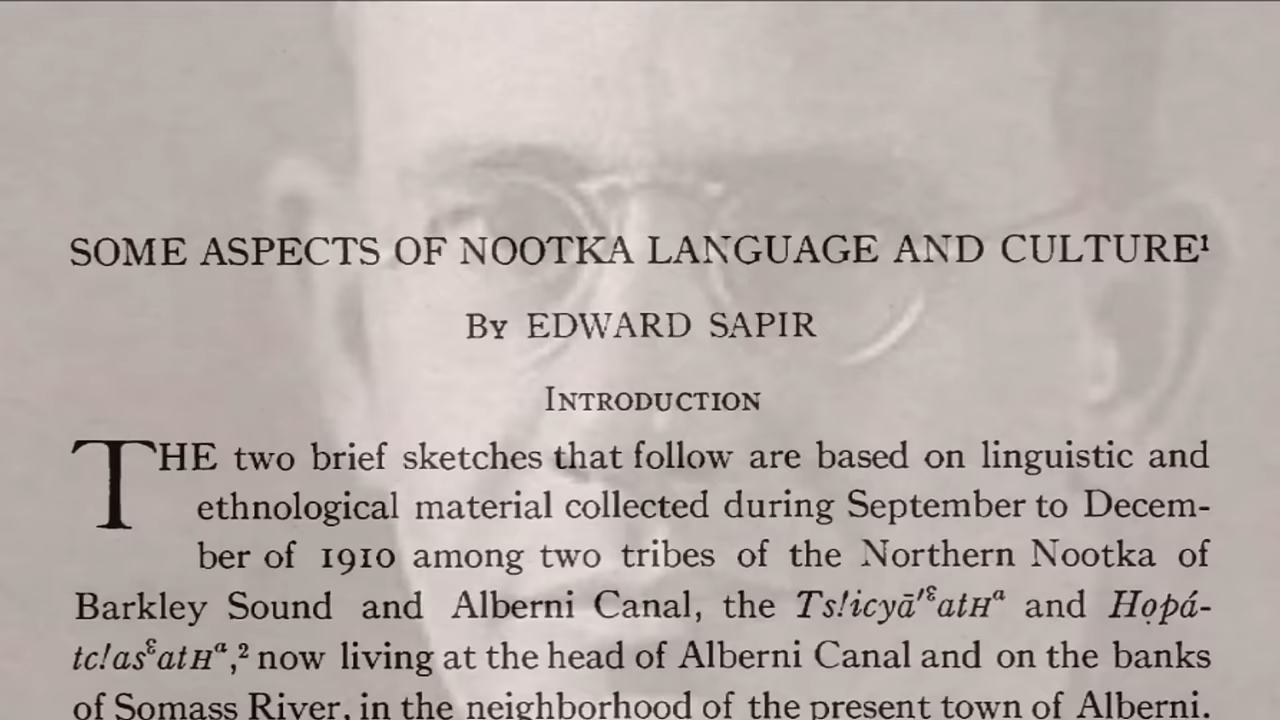 SOME ASPECTS OF NOOTKA LANGUAGE AND CULTURE¹
By EDWARD SAPIR
Introduction
THE two brief sketches that follow are based on linguistic and
ethnological material collected during September to Decem-
ber of 1910 among two tribes of the Northern Nootka of
Barkley Sound and Alberni Canal, the Ts!icyā′ᵋatHᵃ and Họpá-
tc!asᵋatHᵃ,² now living at the head of Alberni Canal and on the banks
of Somass River, in the neighborhood of the present town of Alberni.